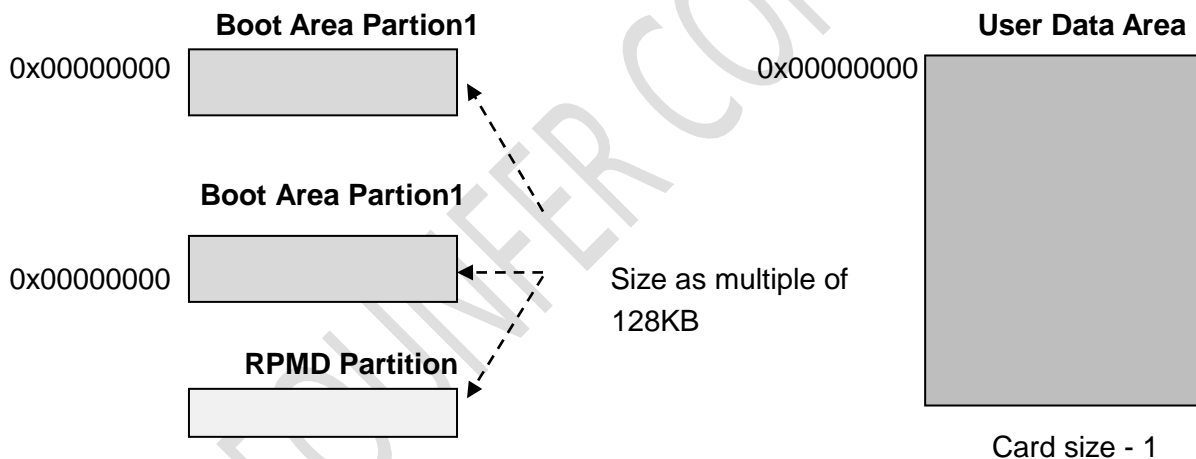 Boot Area Partion1
0x00000000
Boot Area Partion1
0x00000000
RPMD Partition
Size as multiple of
128KB
User Data Area
0x00000000
Card size - 1